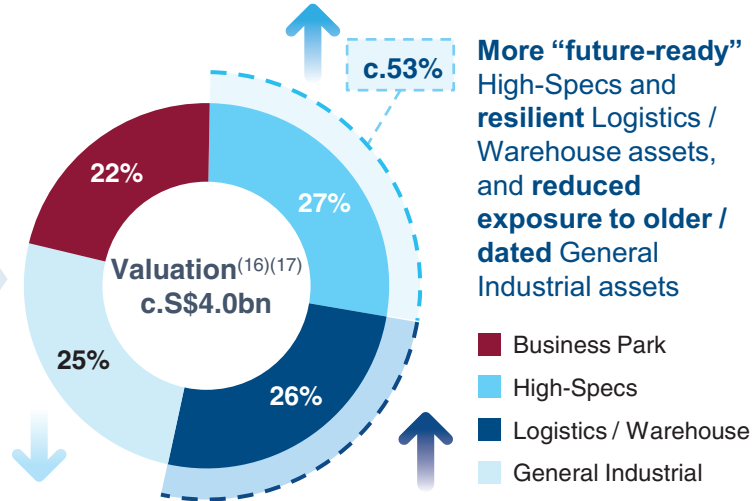 c.53%
22%
27%
Valuation(16)(17)
c.S$4.0bn
25%
26%
More “future-ready”
High-Specs and
resilient Logistics /
Warehouse assets,
and reduced
exposure to older /
dated General
Industrial assets
Business Park
High-Specs
Logistics / Warehouse
General Industrial